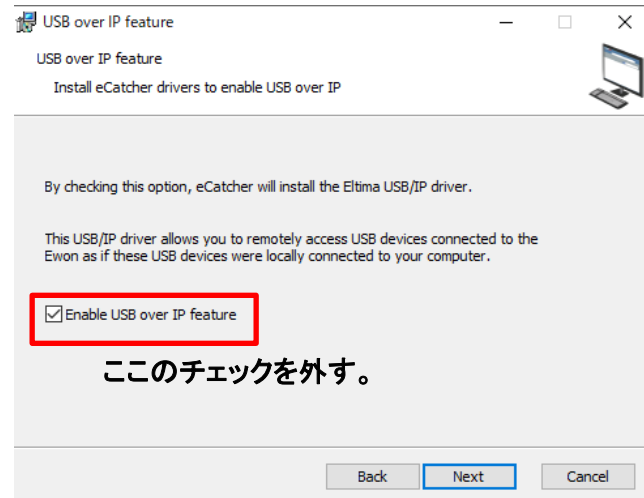 USB over IP feature
USB over IP feature
Install eCatcher drivers to enable USB over IP
By checking this option, eCatcher will install the Eltima USB/IP driver.
This USB/IP driver allows you to remotely access USB devices connected to the
Ewon as if these USB devices were locally connected to your computer.
Enable USB over IP feature
ここのチェックを外す。
Back Next Cancel